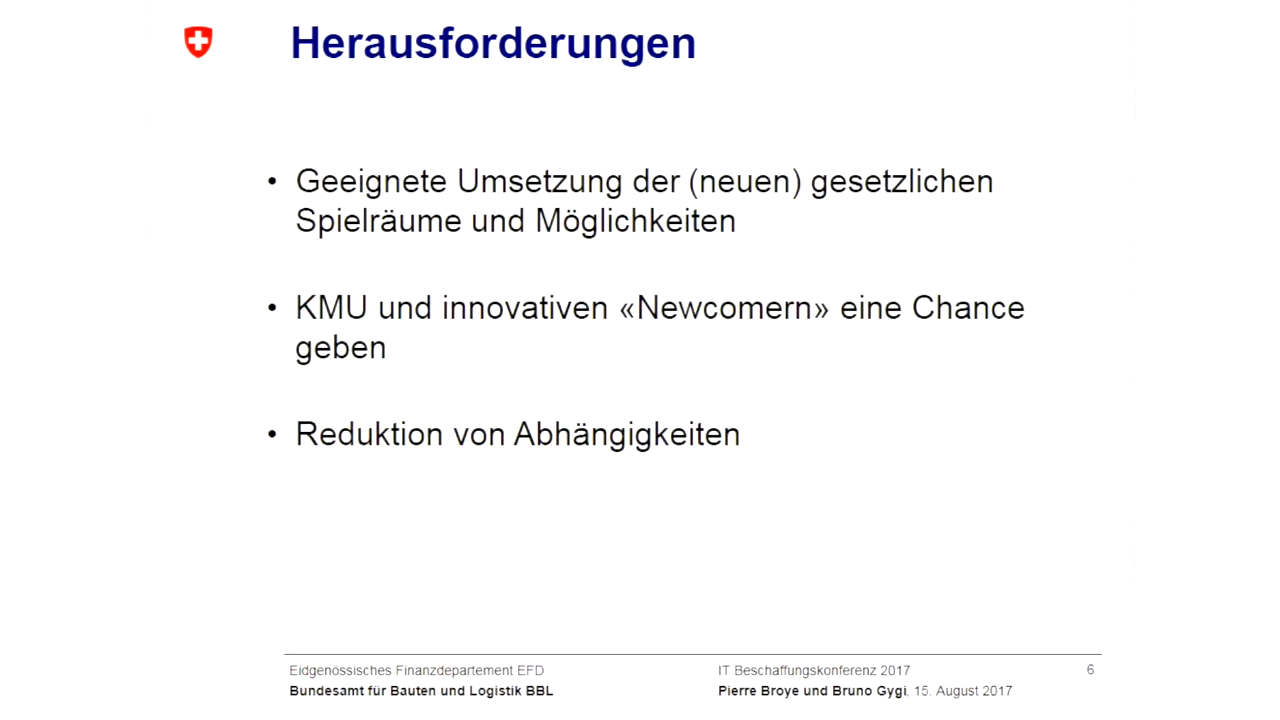 Herausforderungen
• Geeignete Umsetzung der (neuen) gesetzlichen
Spielräume und Möglichkeiten
• KMU und innovativen «Newcomern» eine Chance
geben
• Reduktion von Abhängigkeiten
Eidgenössisches Finanzdepartement EFD
Bundesamt für Bauten und Logistik BBL
IT Beschaffungskonferenz 2017
Pierre Broye und Bruno Gygi, 15. August 2017
6